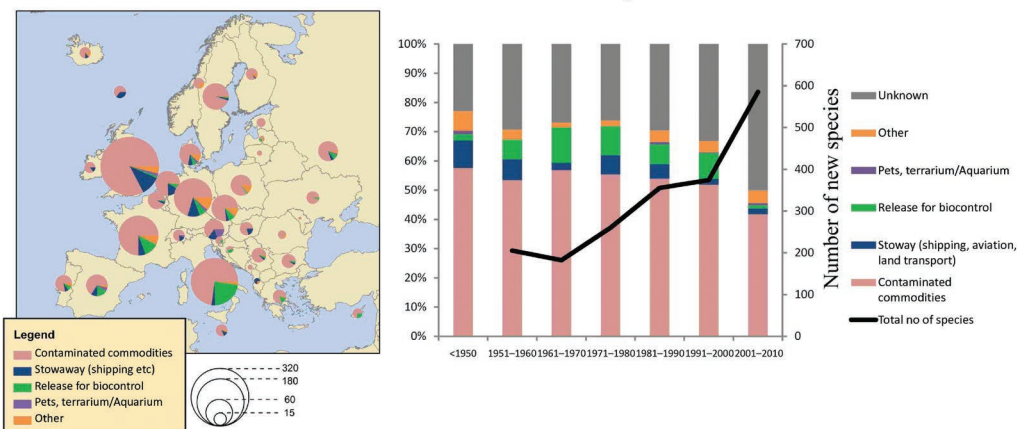 Legend
Contaminated commodities
Stowaway (shipping etc)
Release for biocontrol
Pets, terrarium/Aquarium
Other
320
180
60
15
100%
90%
80%
70%
60%
50%
40%
30%
20%
10%
0%
<1950
1951–1960
1961–1970
1971–1980
1981–1990
1991–2000
2001–2010
700
600
500
400
300
200
100
0
Number of new species
Unknown
Other
Pets, terrarium/Aquarium
Release for biocontrol
Stoway (shipping, aviation,
land transport)
Contaminated
commodities
Total no of species